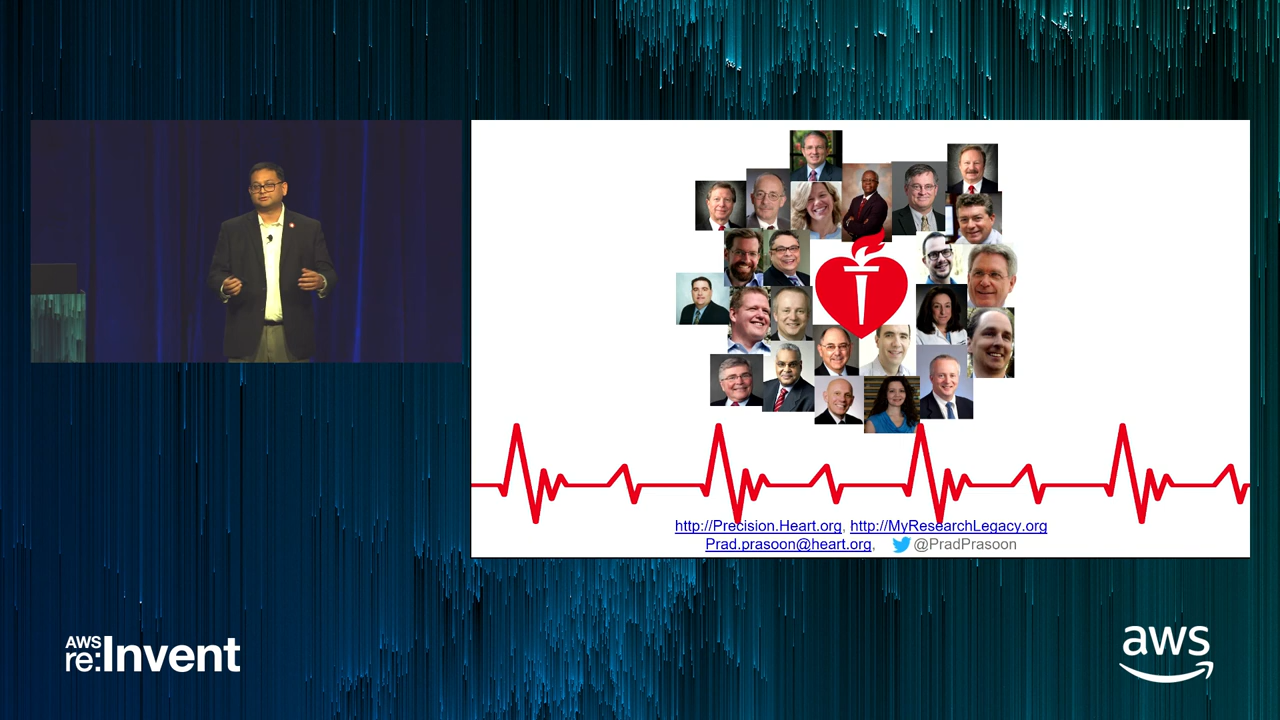 http://Precision.Heart.org, http://MyResearchLegacy.org
Prad.prasoon@heart.org, @PradPrasoon
AWS
re:Invent
aws